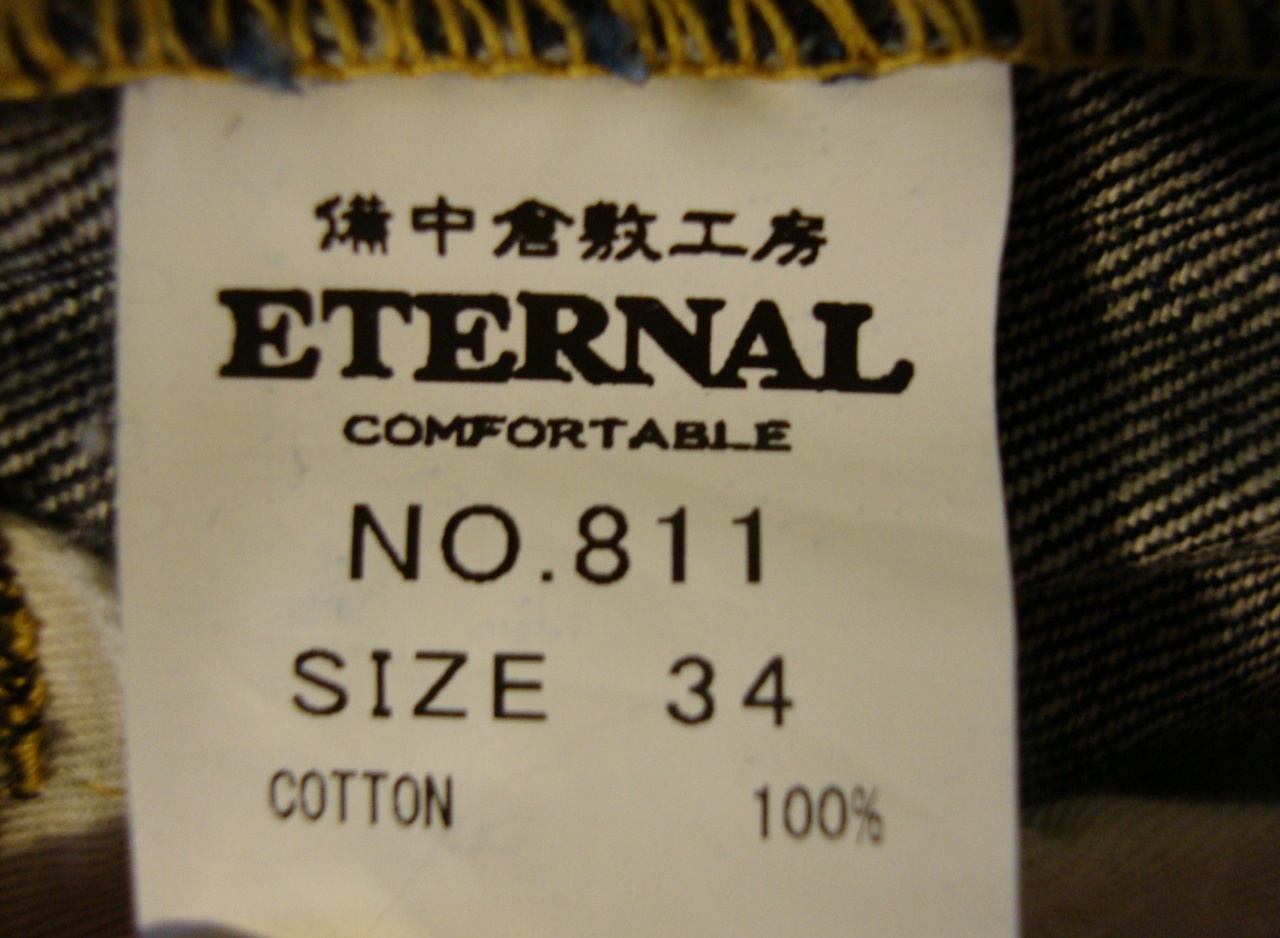 備中倉敷工房
ETERNAL
COMFORTABLE
NO.811
SIZE 34
COTTON 100%